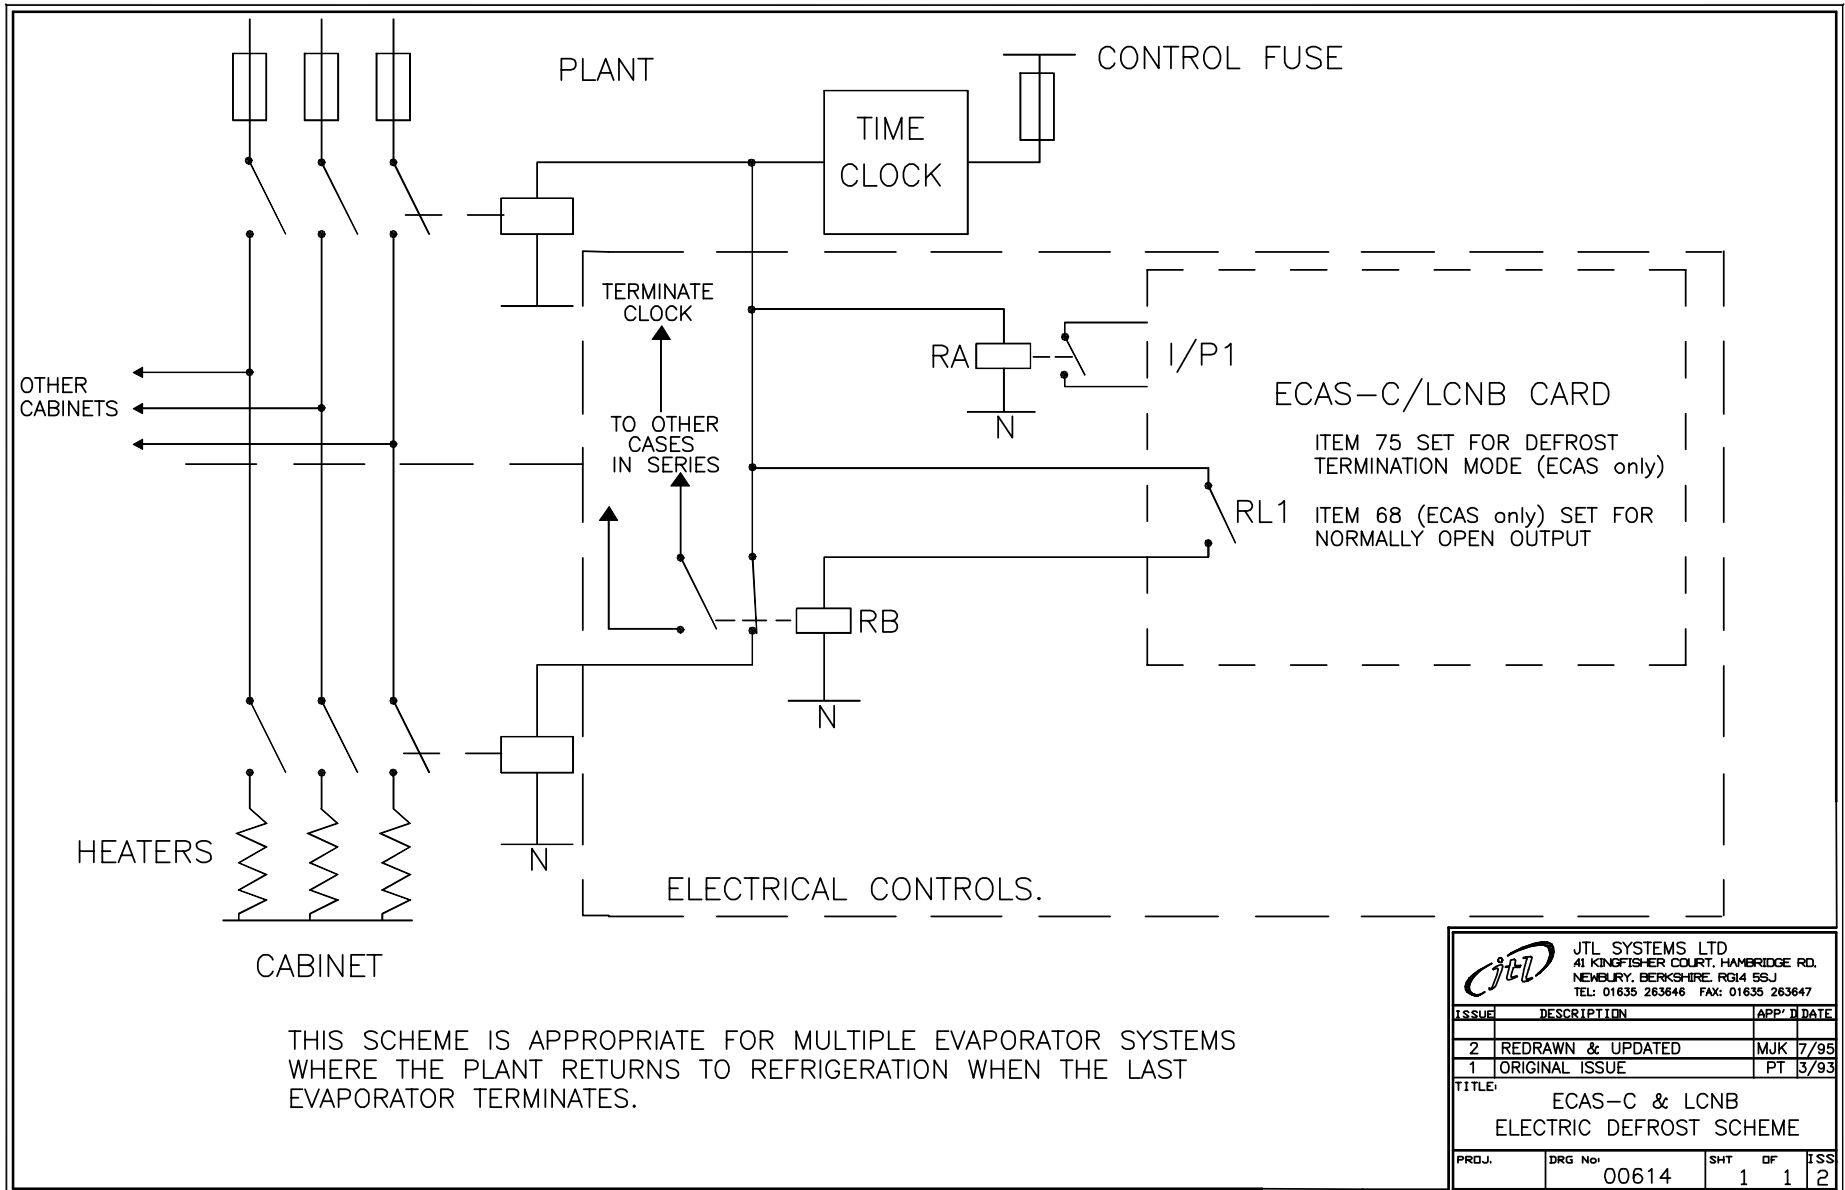 PLANT
CONTROL FUSE
TIME
CLOCK
TERMINATE
CLOCK
RA
I/P1
N
OTHER
CABINETS
TO OTHER
CASES
IN SERIES
ECAS-C/LCNB CARD
ITEM 75 SET FOR DEFROST
TERMINATION MODE (ECAS only)
RL1
ITEM 68 (ECAS only) SET FOR
NORMALLY OPEN OUTPUT
RB
N
N
HEATERS
ELECTRICAL CONTROLS.
CABINET
THIS SCHEME IS APPROPRIATE FOR MULTIPLE EVAPORATOR SYSTEMS
WHERE THE PLANT RETURNS TO REFRIGERATION WHEN THE LAST
EVAPORATOR TERMINATES.
jtl
JTL SYSTEMS LTD
41 KINGFISHER COURT, HAMBRIDGE RD,
NEWBURY. BERKSHIRE. RG14 5SJ
TEL: 01635 263646 FAX: 01635 263647
ISSUE DESCRIPTION APP'D DATE
2 REDRAWN & UPDATED MJK 7/95
1 ORIGINAL ISSUE PT 3/93
TITLE:
ECAS-C & LCNB
ELECTRIC DEFROST SCHEME
PROJ. DRG No: SHT OF ISS
00614 1 1 2